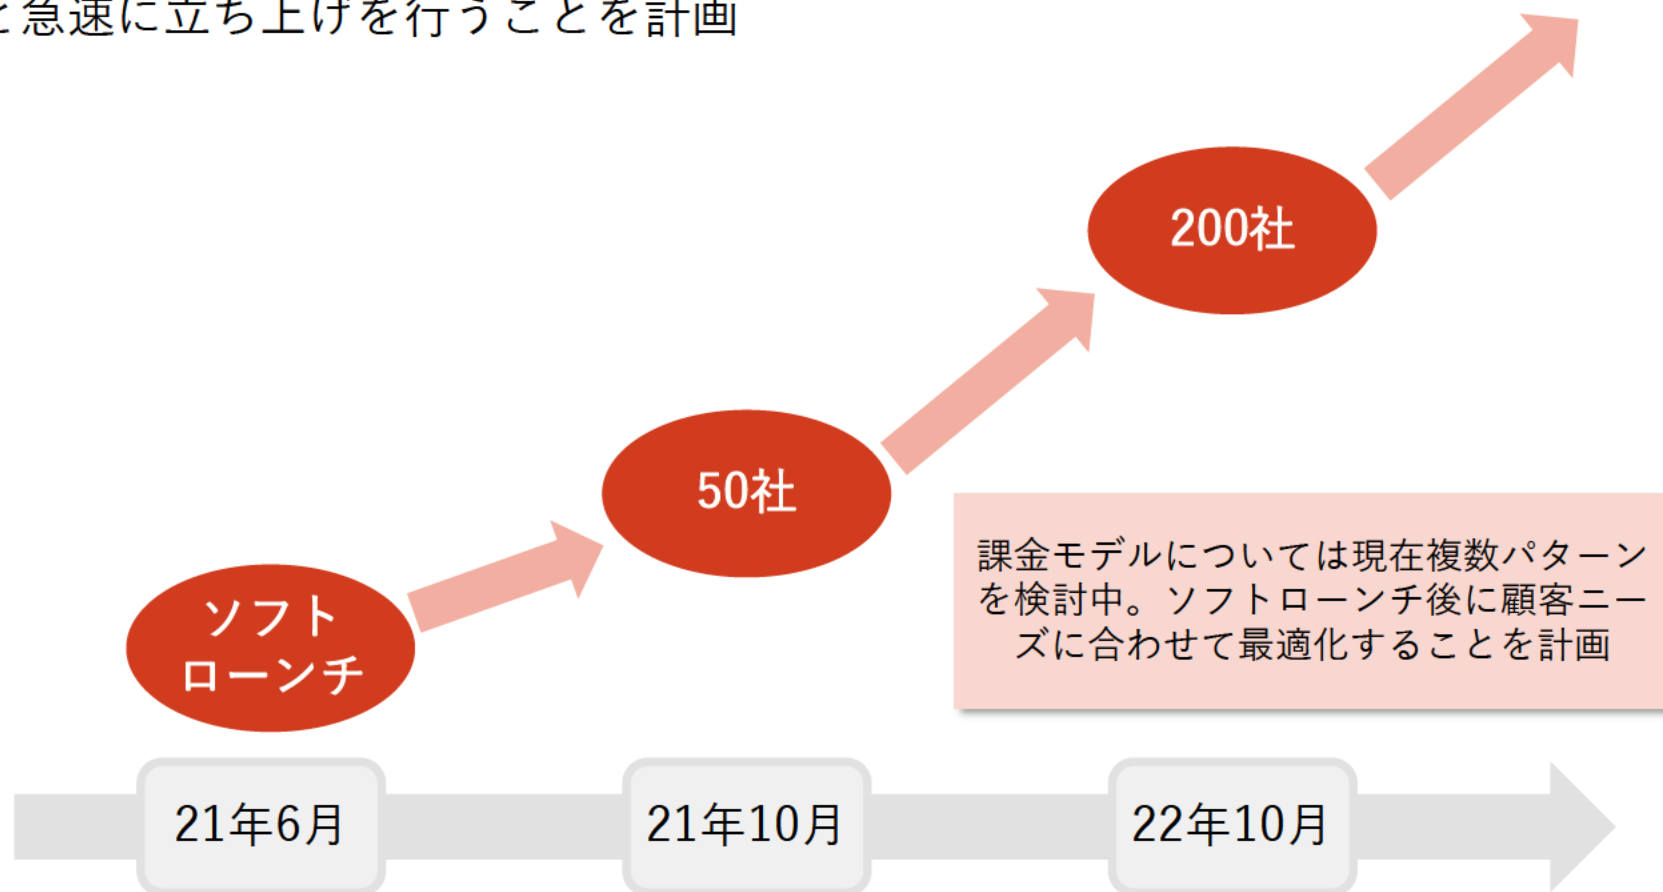 と急速に立ち上げを行うことを計画
200社
50社
課金モデルについては現在複数パターン
を検討中。ソフトローンチ後に顧客ニー
ズに合わせて最適化することを計画
ソフト
ローンチ
21年6月
21年10月
22年10月